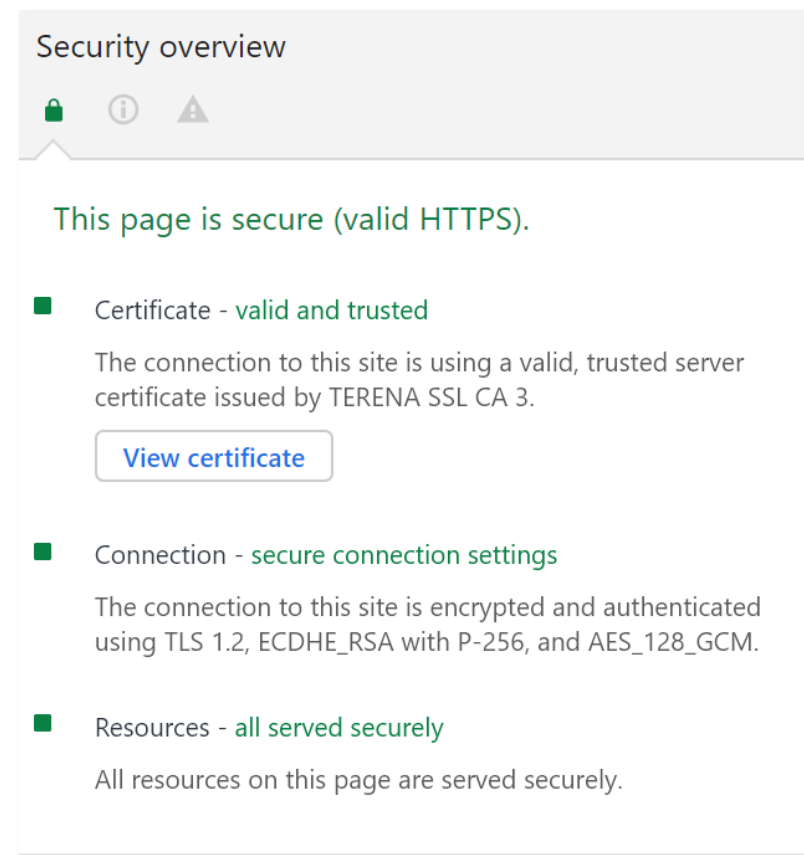 Security overview
This page is secure (valid HTTPS).
Certificate - valid and trusted
The connection to this site is using a valid, trusted server
certificate issued by TERENA SSL CA 3.
View certificate
Connection - secure connection settings
The connection to this site is encrypted and authenticated
using TLS 1.2, ECDHE_RSA with P-256, and AES_128_GCM.
Resources - all served securely
All resources on this page are served securely.